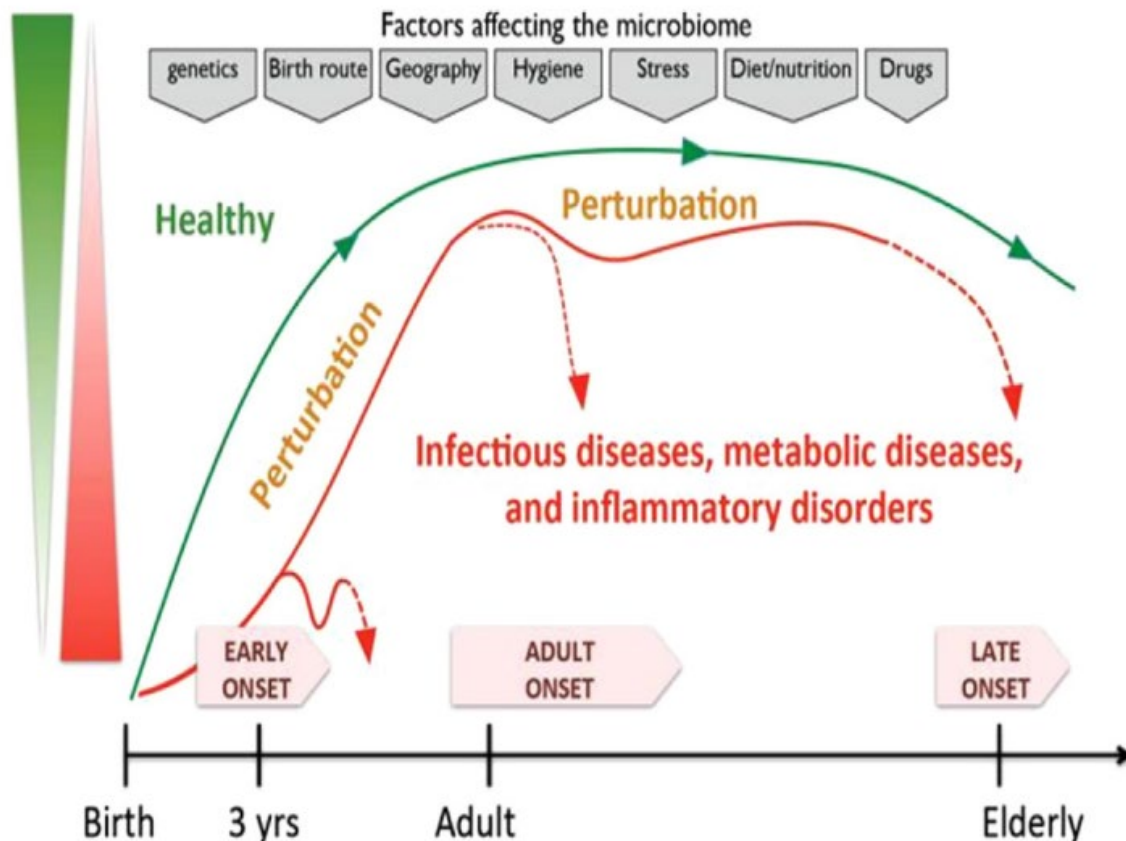 Factors affecting the microbiome
genetics
Birth route
Geography
Hygiene
Stress
Diet/nutrition
Drugs
Healthy
Perturbation
Perturbation
Infectious diseases, metabolic diseases,
and inflammatory disorders
EARLY
ONSET
ADULT
ONSET
LATE
ONSET
Birth
3 yrs
Adult
Elderly